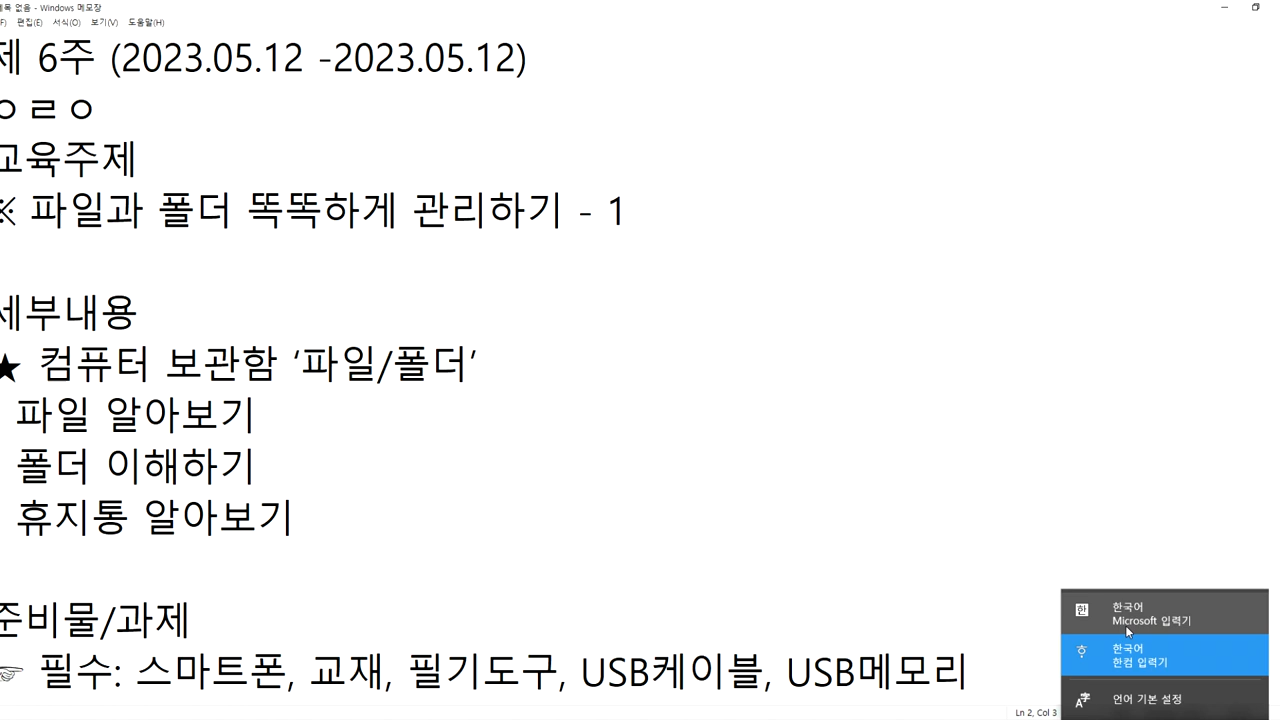 목 없음 - Windows 메모장
F) 편집(E) 서식(O) 보기(V) 도움말(H)
제 6주 (2023.05.12 -2023.05.12)
ㅇㄹㅇ
교육주제
※ 파일과 폴더 똑똑하게 관리하기 - 1
세부내용
★ 컴퓨터 보관함 ‘파일/폴더’
파일 알아보기
폴더 이해하기
휴지통 알아보기
준비물/과제
☞ 필수: 스마트폰, 교재, 필기도구, USB케이블, USB메모리
한
한국어
Microsoft 입력기
한국어
한컴 입력기
A字 언어 기본 설정
Ln 2, Col 3